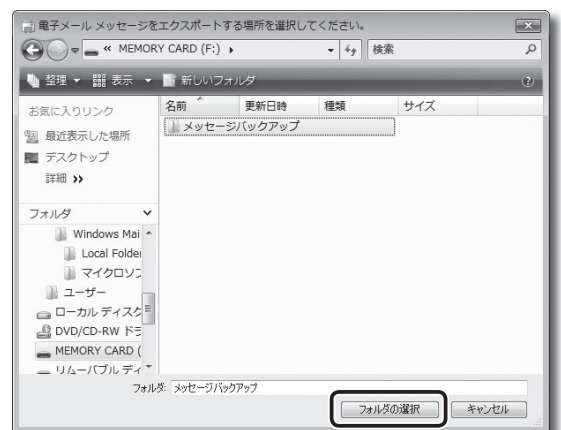 電子メール メッセージをエクスポートする場所を選択してください。
« MEMORY CARD (F:)
検索
整理 表示 新しいフォルダ
お気に入りリンク
最近表示した場所
デスクトップ
詳細 »
フォルダ
Windows Mai
Local Folder
マイクロソフ
ユーザー
ローカル ディスク
DVD/CD-RW ドラ
MEMORY CARD (
リムーバブル ディ
名前 更新日時 種類 サイズ
メッセージバックアップ
フォルダ: メッセージバックアップ
フォルダの選択 キャンセル